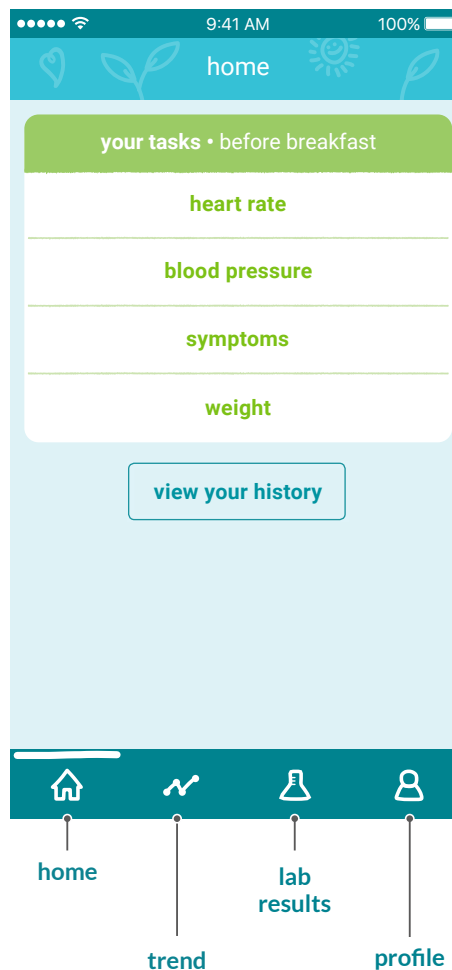 9:41 AM 100%
home
your tasks • before breakfast
heart rate
blood pressure
symptoms
weight
view your history
home
lab
results
trend
profile